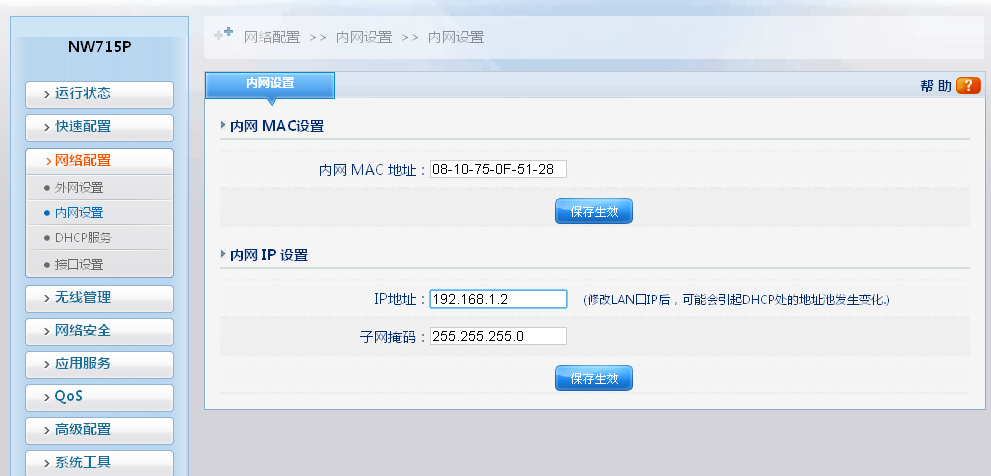 NW715P
运行状态
快速配置
网络配置
外网设置
内网设置
DHCP服务
接口设置
无线管理
网络安全
应用服务
QoS
高级配置
系统工具
网络配置 >> 内网设置 >> 内网设置
内网设置
帮 助 ?
内网 MAC设置
内网 MAC 地址 : 08-10-75-0F-51-28
保存生效
内网 IP 设置
IP地址 : 192.168.1.2 (修改LAN口IP后，可能会引起DHCP处的地址池发生变化.)
子网掩码 : 255.255.255.0
保存生效